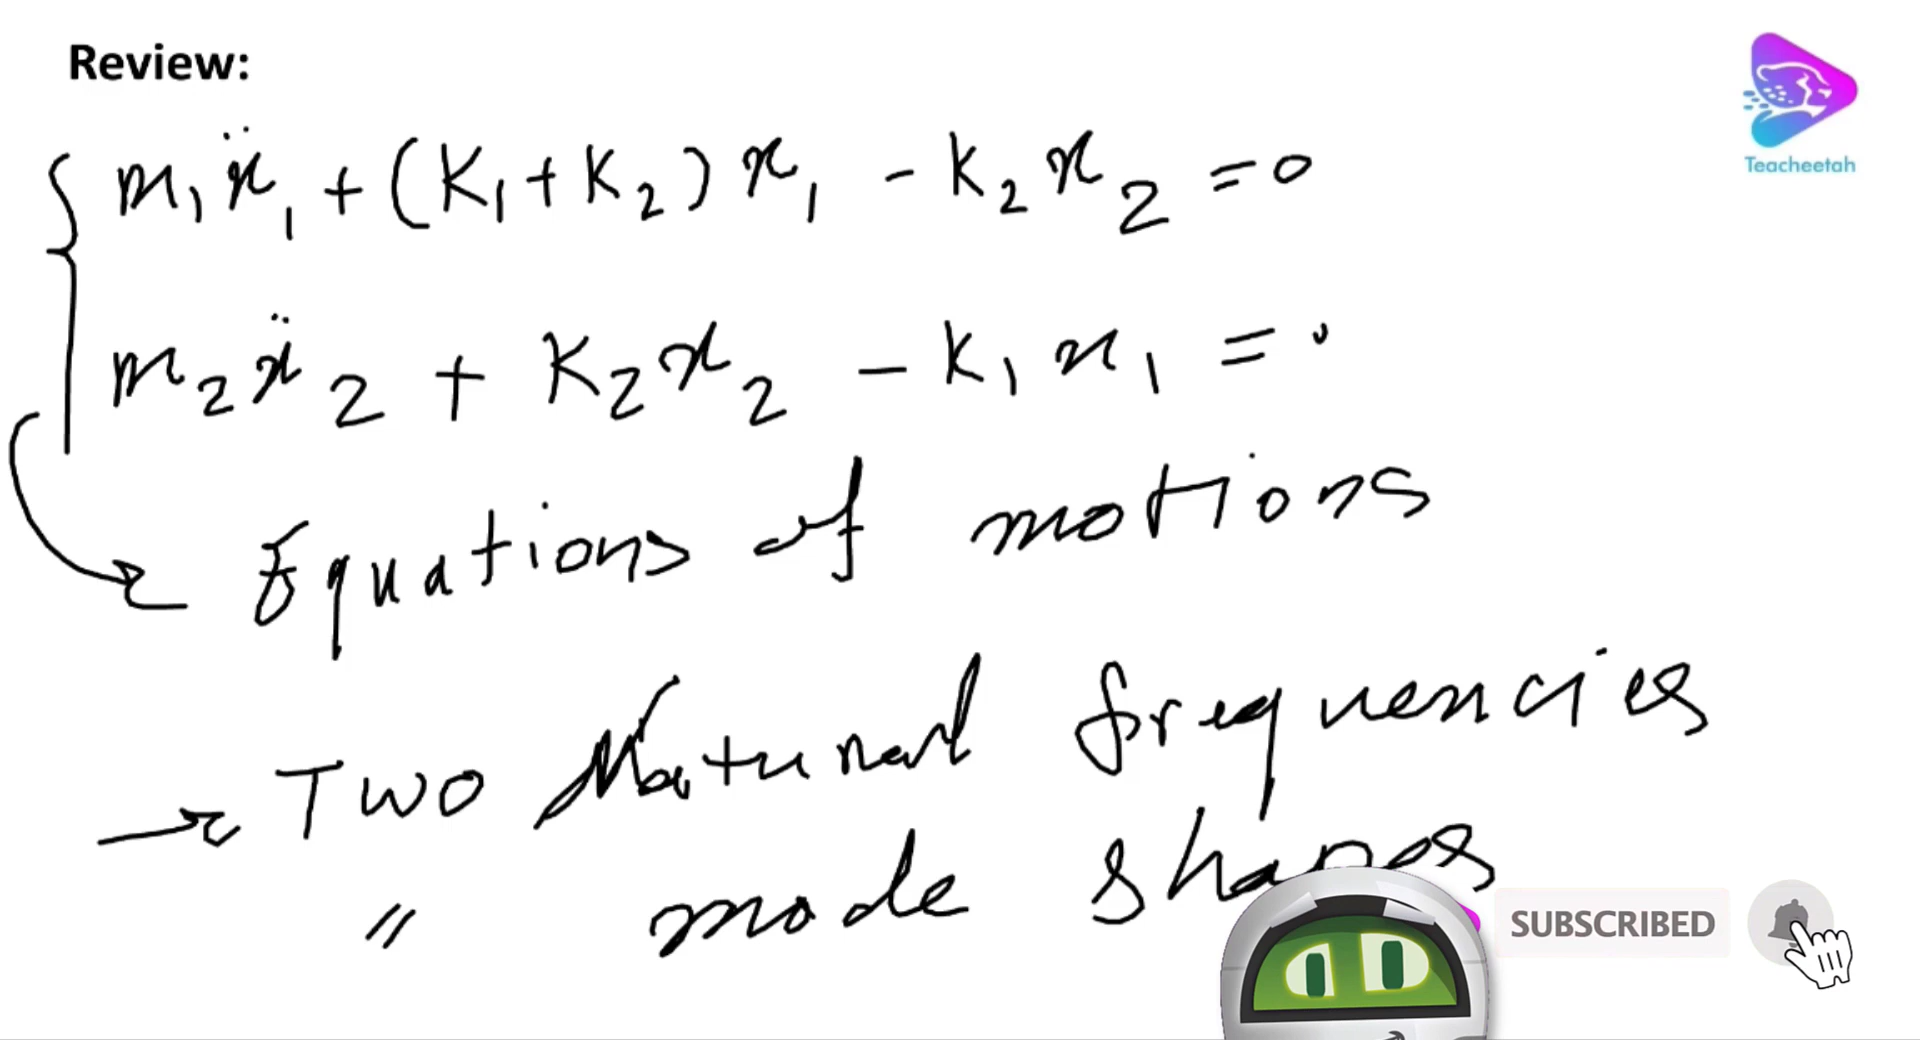 Review:
Teacheetah
m₁ẍ₁ + (K₁+K₂)x₁ - K₂x₂ = 0
m₂ẍ₂ + K₂x₂ - K₁x₁ = 0
Equations of motions
→ Two Natural frequencies
〃 mode shapes
SUBSCRIBED